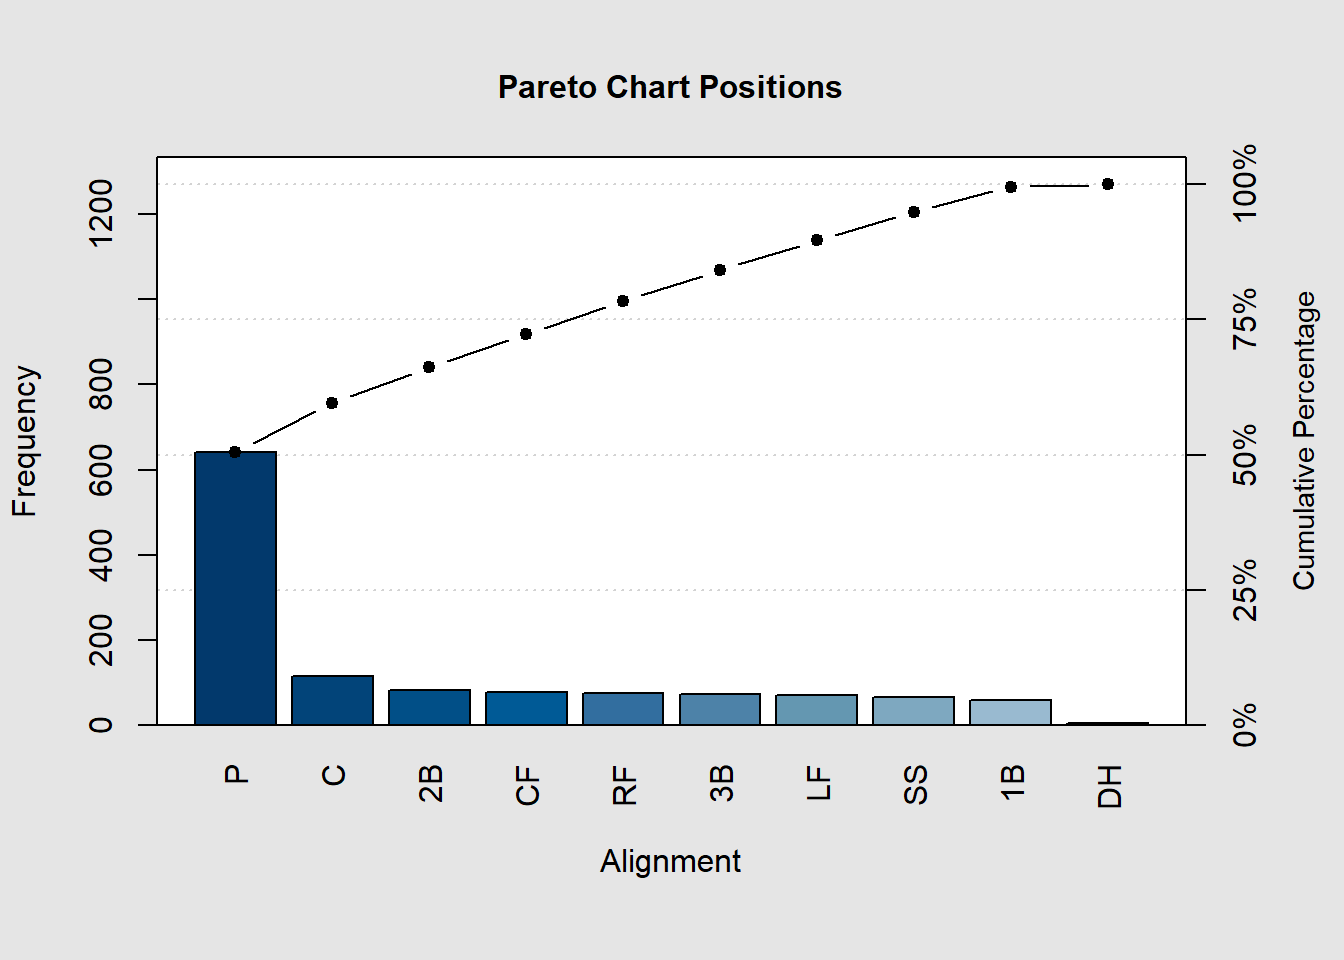 Pareto Chart Positions
Frequency
0
200
400
600
800
1200
0%
25%
50%
75%
100%
Cumulative Percentage
P
C
2B
CF
RF
3B
LF
SS
1B
DH
Alignment